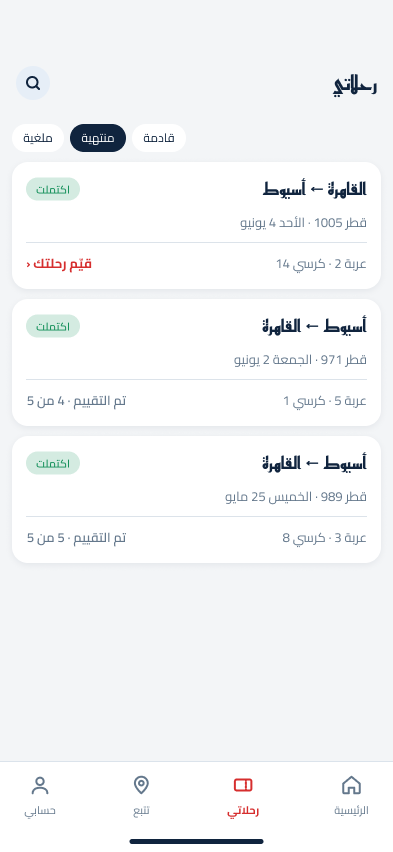 رحلاتي
قادمة
منتهية
ملغية
القاهرة ← أسيوط
اكتملت
قطر 1005 · الأحد 4 يونيو
عربة 2 · كرسي 14
قيّم رحلتك ›
أسيوط ← القاهرة
اكتملت
قطر 971 · الجمعة 2 يونيو
عربة 5 · كرسي 1
تم التقييم · 4 من 5
أسيوط ← القاهرة
اكتملت
قطر 989 · الخميس 25 مايو
عربة 3 · كرسي 8
تم التقييم · 5 من 5
الرئيسية
رحلاتي
تتبع
حسابي